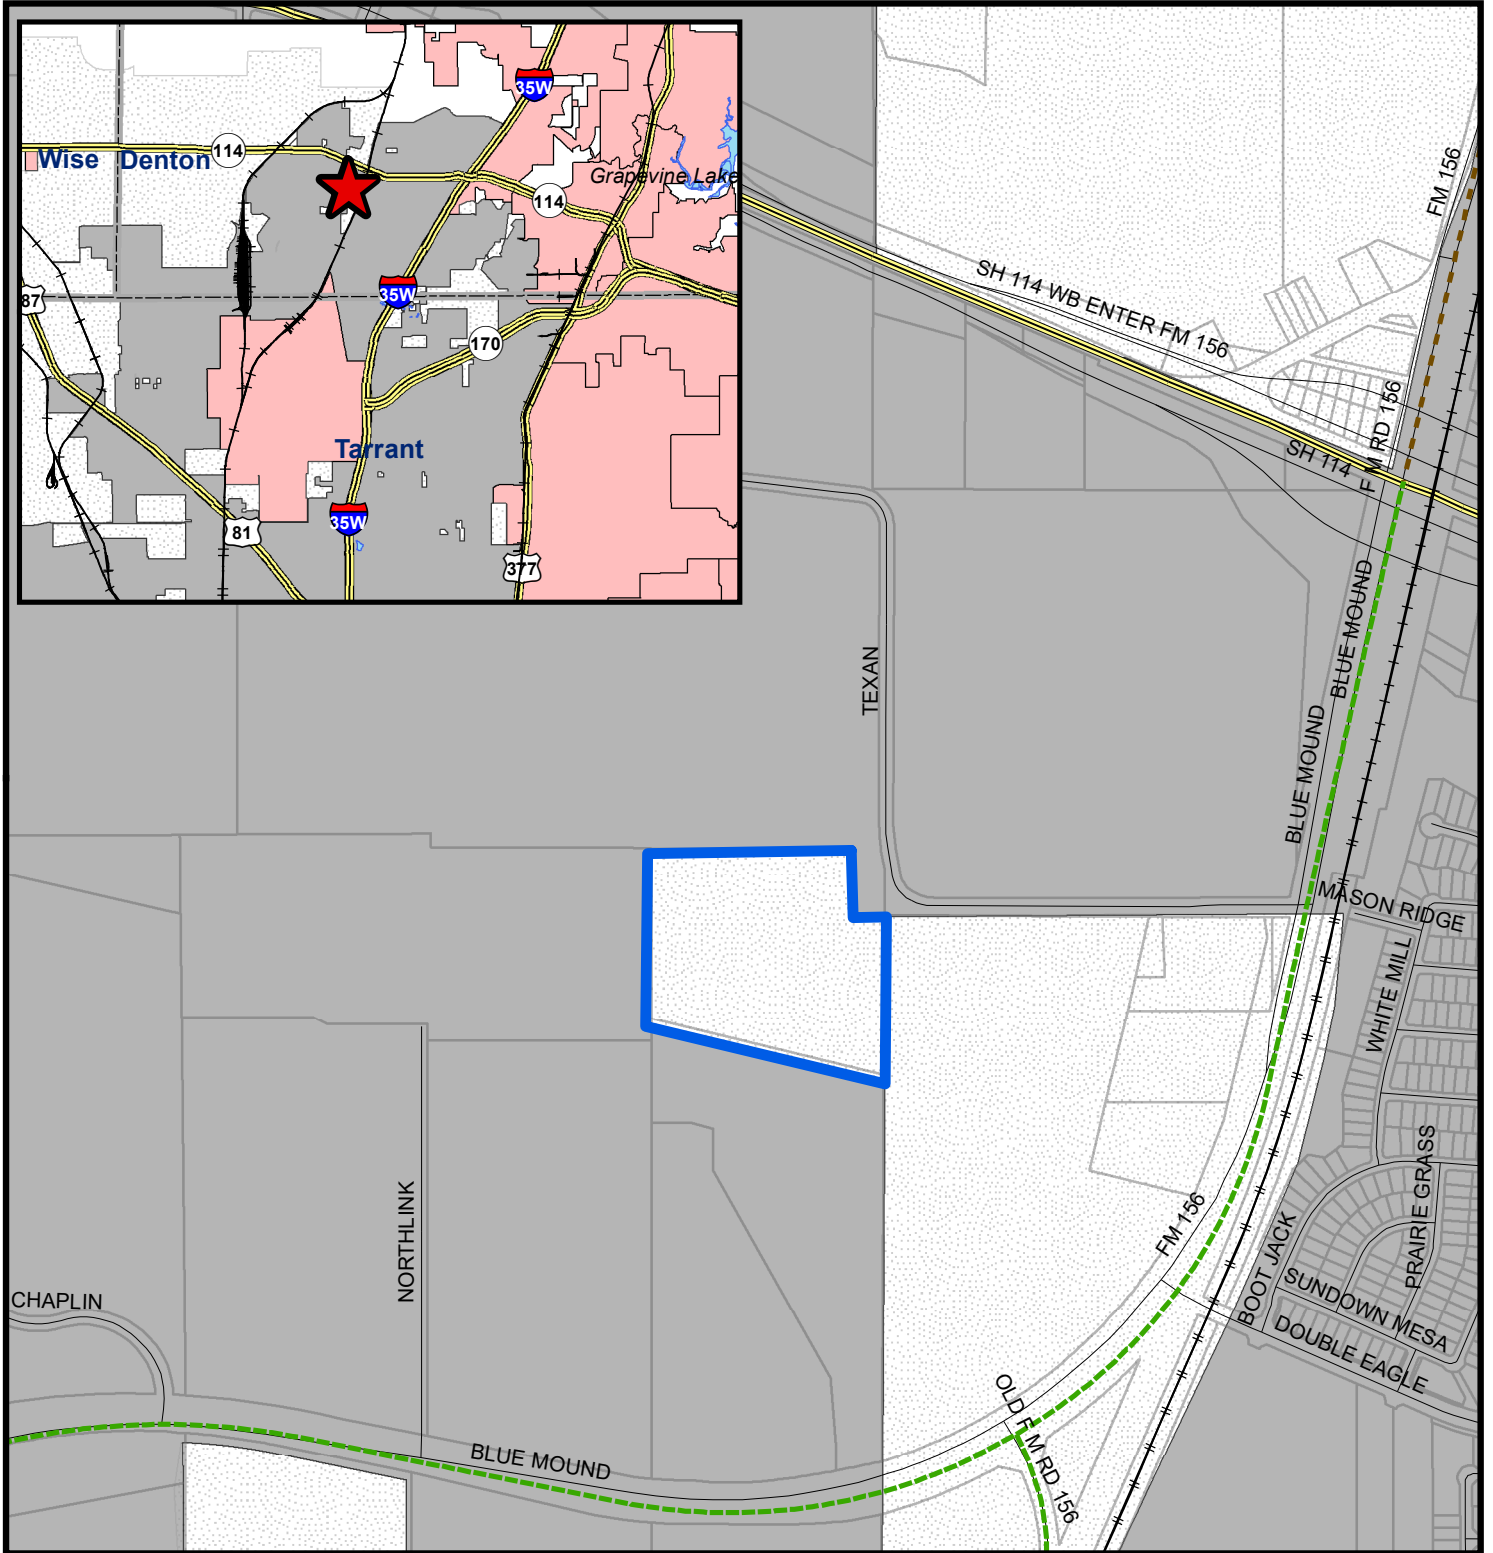 35W
Wise
Denton
114
Grapevine Lake
114
87
35W
170
Tarrant
35W
81
377
FM 156
SH 114 WB ENTER FM 156
FM RD 156
SH 114
BLUE MOUND
TEXAN
BLUE MOUND
MASON RIDGE
WHITE MILL
PRAIRIE GRASS
NORTHLINK
FM 156
BOOT JACK
SUNDOWN MESA
CHAPLIN
DOUBLE EAGLE
OLD F M RD 156
BLUE MOUND